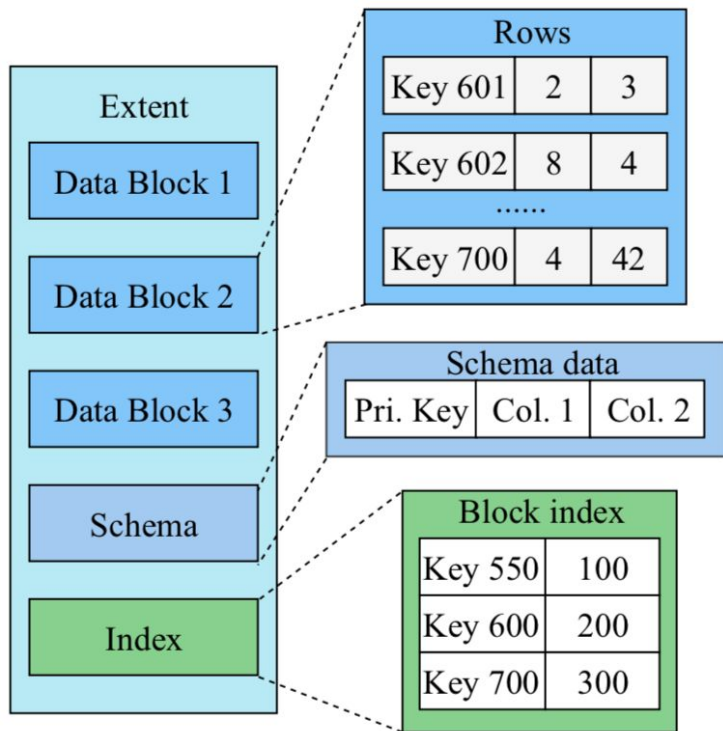 Extent
Data Block 1
Data Block 2
Data Block 3
Schema
Index
Rows
Key 601 2 3
Key 602 8 4
......
Key 700 4 42
Schema data
Pri. Key Col. 1 Col. 2
Block index
Key 550 100
Key 600 200
Key 700 300